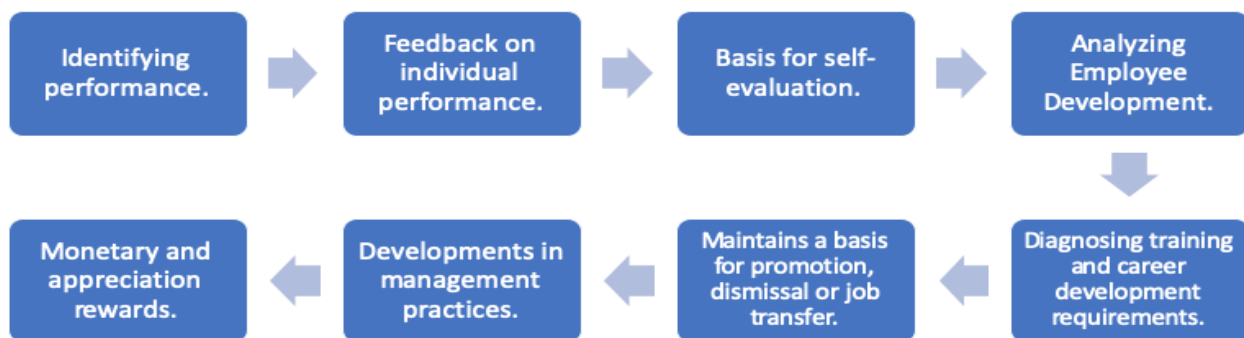 Identifying
performance.
Feedback on
individual
performance.
Basis for self-
evaluation.
Analyzing
Employee
Development.
Diagnosing training
and career
development
requirements.
Maintains a basis
for promotion,
dismissal or job
transfer.
Developments in
management
practices.
Monetary and
appreciation
rewards.